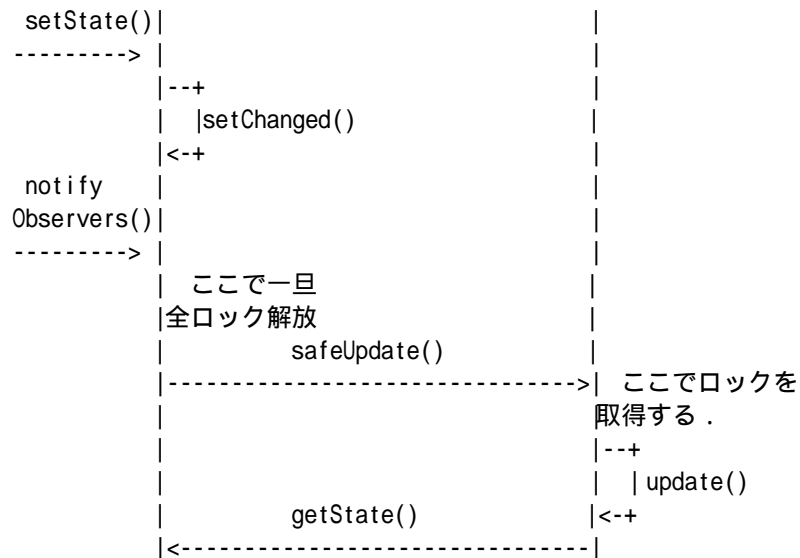 setState()|                                 |
---------> |                                 |
           |--+                              |
           |  |setChanged()                  |
           |<-+                              |
notify     |                                 |
Observers()|                                 |
---------> |                                 |
           |  ここで一旦                     |
           |全ロック解放                     |
           |          safeUpdate()           |
           |-------------------------------->|  ここでロックを
           |                                 取得する．
           |                                 |--+
           |                                 |  | update()
           |          getState()             |<-+
           |<---------------------------------|